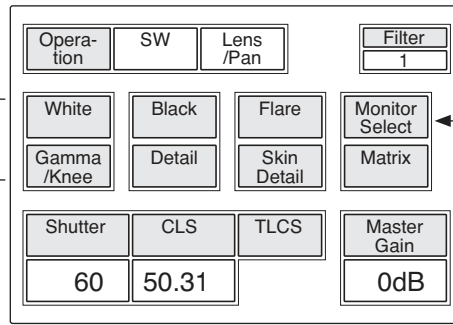 Opera-
tion
SW
Lens
/Pan
Filter
1
White
Black
Flare
Monitor
Select
Gamma
/Knee
Detail
Skin
Detail
Matrix
Shutter
CLS
TLCS
Master
Gain
60
50.31
0dB